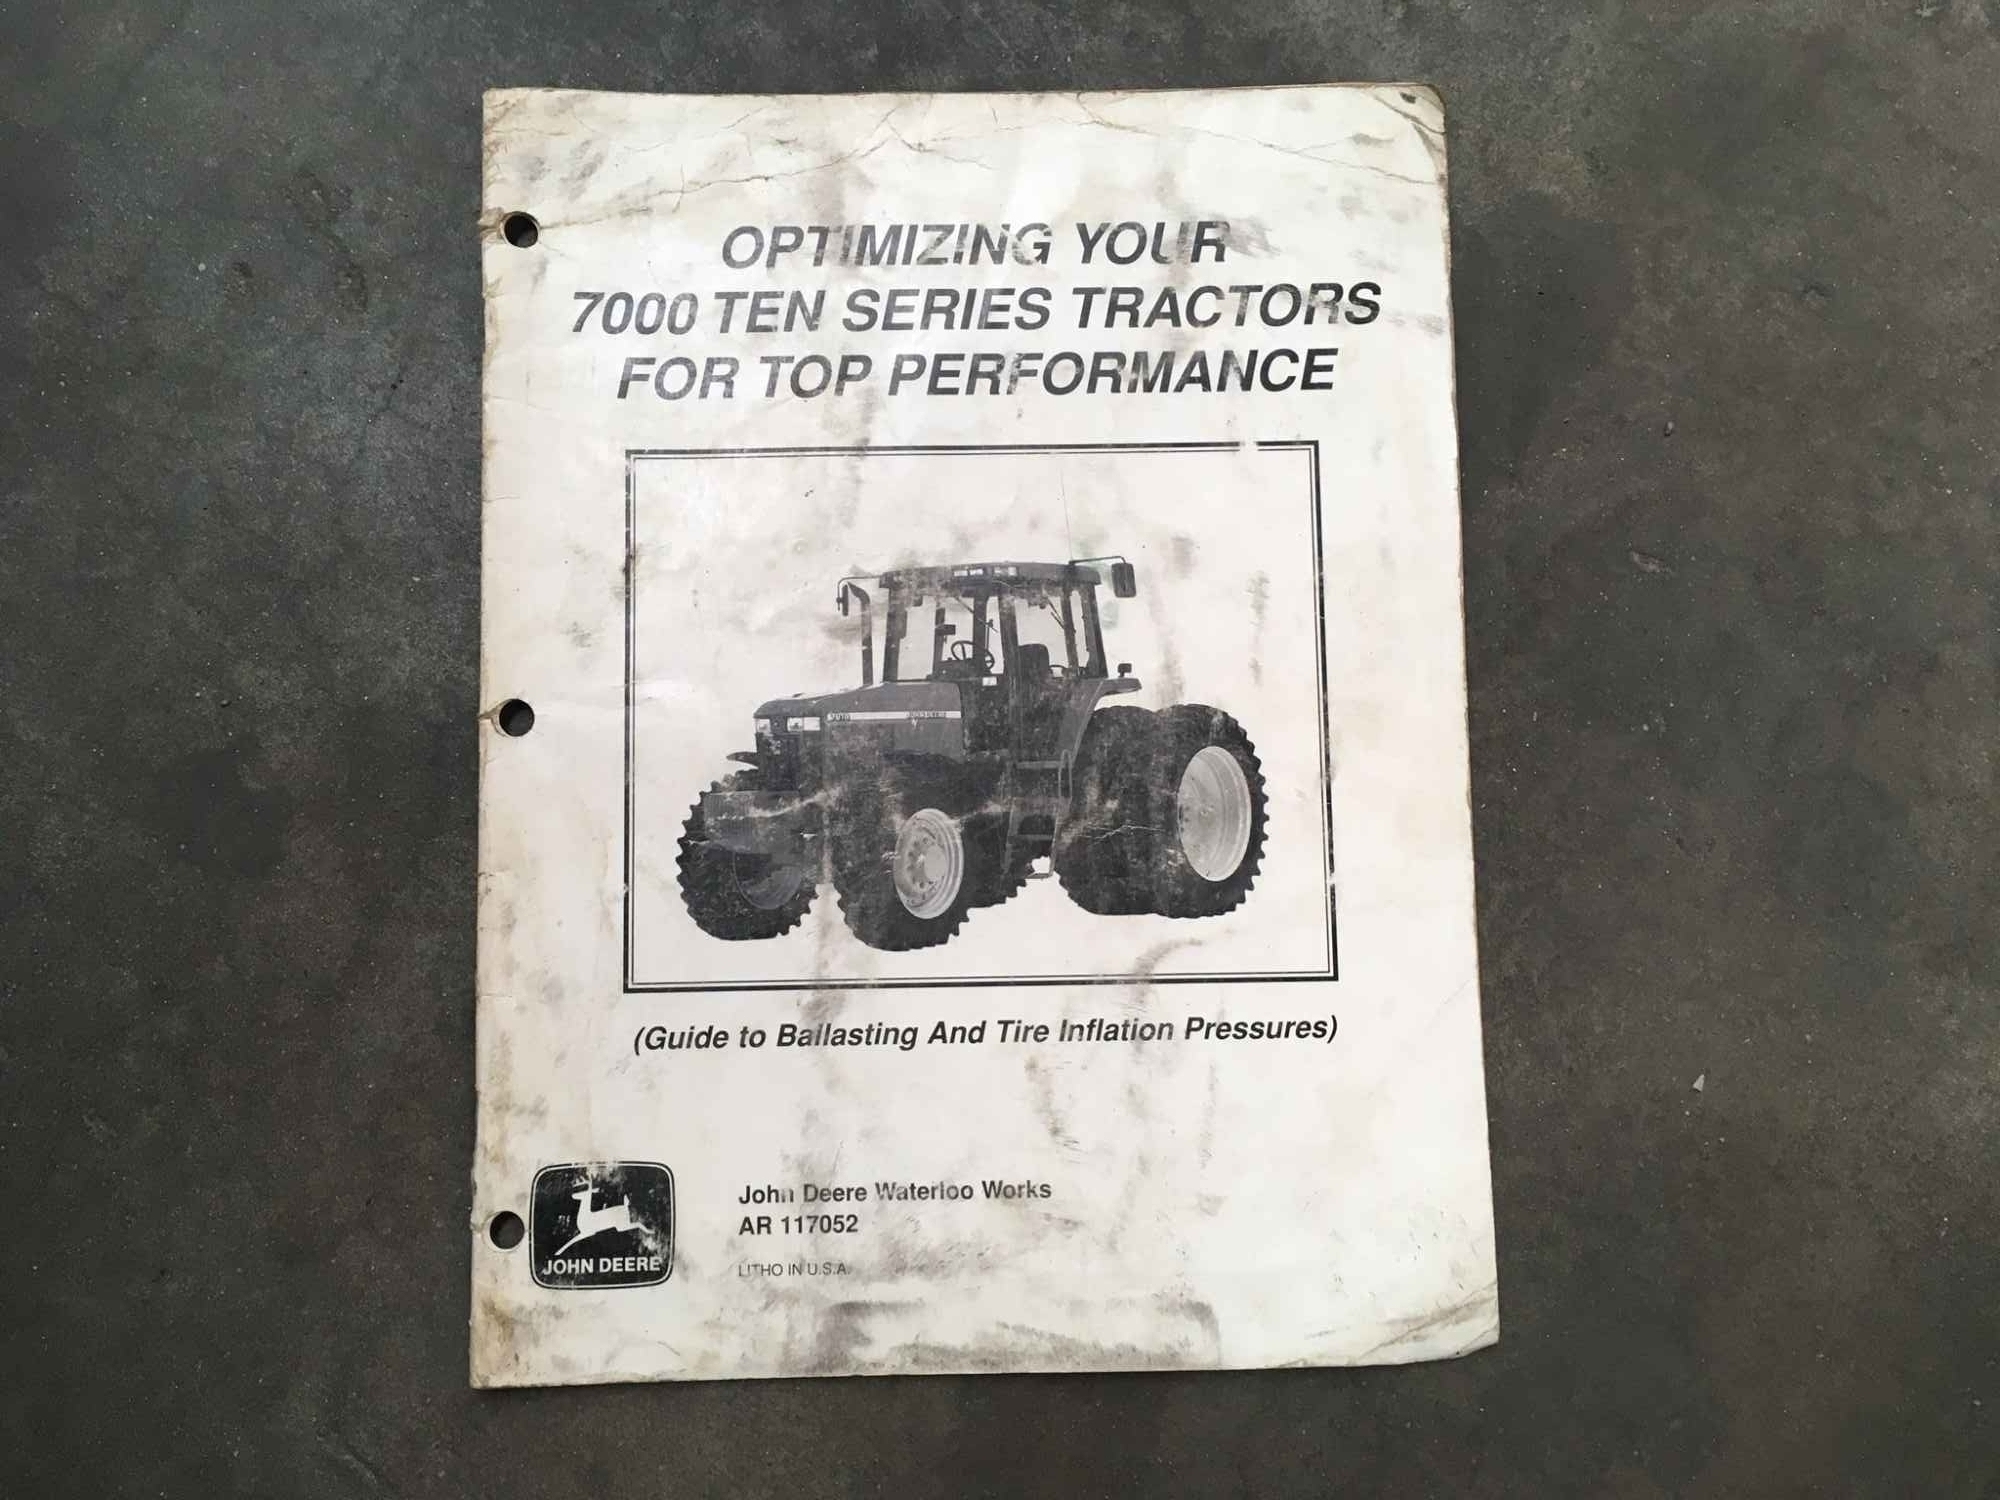 OPTIMIZING YOUR
7000 TEN SERIES TRACTORS
FOR TOP PERFORMANCE
(Guide to Ballasting And Tire Inflation Pressures)
JOHN DEERE
John Deere Waterloo Works
AR 117052
LITHO IN U.S.A.